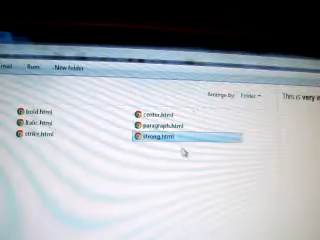 mail Burn New folder
Arrange by: Folder
This is very i
bold.html center.html
italic.html paragraph.html
strike.html strong.html